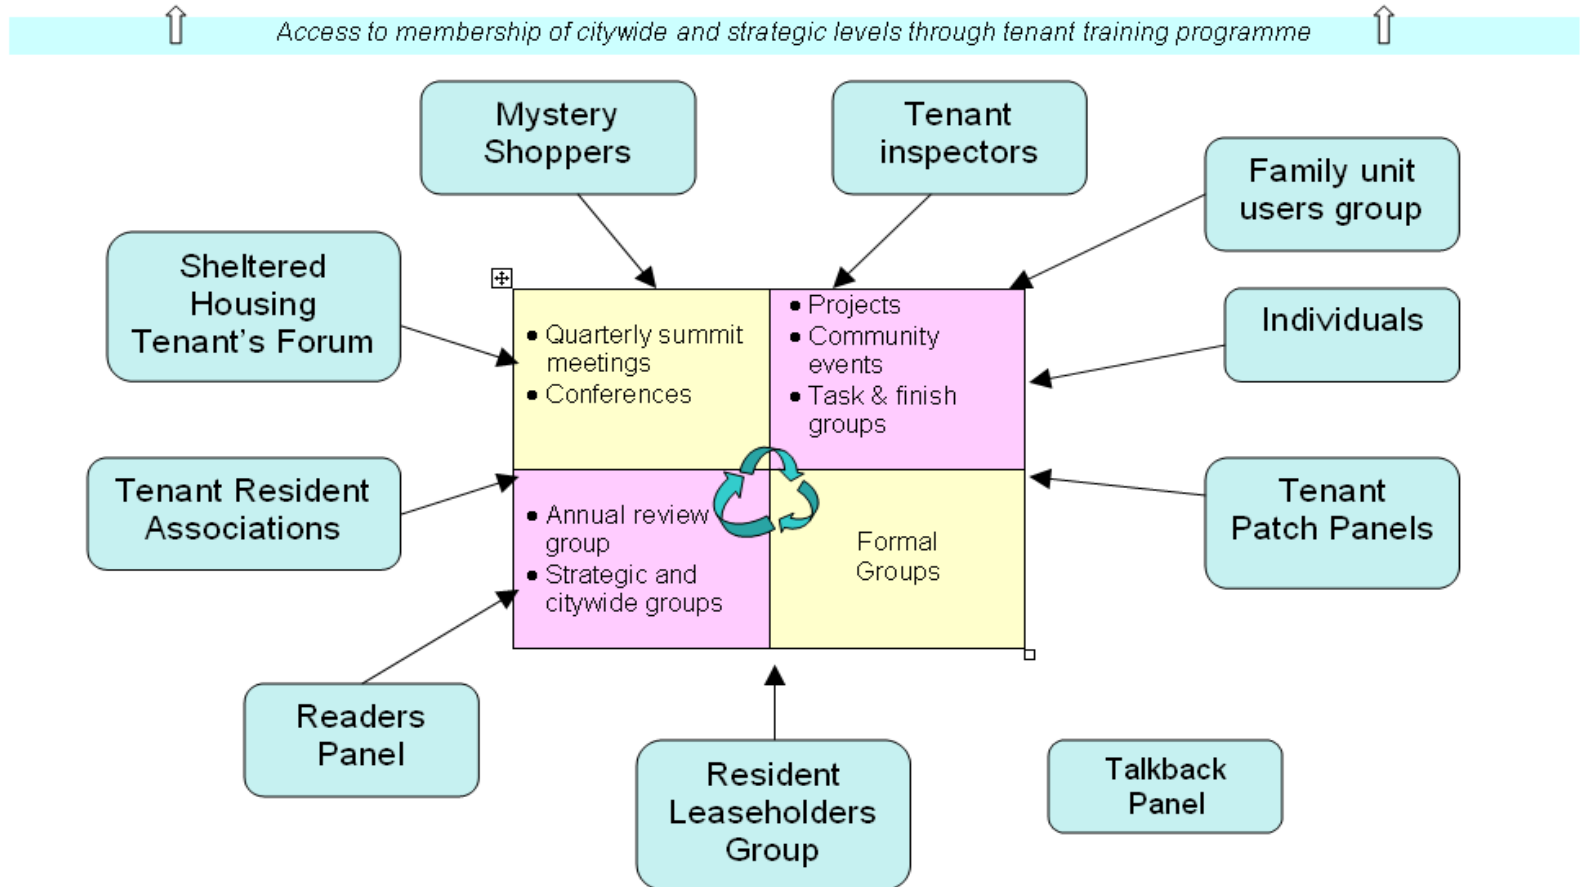 Access to membership of citywide and strategic levels through tenant training programme
Mystery
Shoppers
Tenant
inspectors
Family unit
users group
Sheltered
Housing
Tenant's Forum
Individuals
• Quarterly summit
meetings
• Conferences
• Projects
• Community
events
• Task & finish
groups
Tenant Resident
Associations
Tenant
Patch Panels
• Annual review
group
• Strategic and
citywide groups
Formal
Groups
Readers
Panel
Resident
Leaseholders
Group
Talkback
Panel